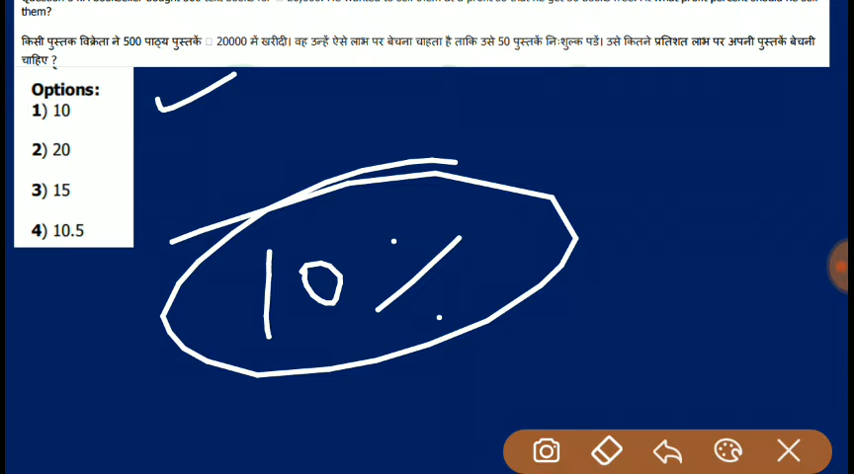 them?
किसी पुस्तक विक्रेता ने 500 पाठ्य पुस्तकें □ 20000 में खरीदी। वह उन्हें ऐसे लाभ पर बेचना चाहता है ताकि उसे 50 पुस्तकें निःशुल्क पडें। उसे कितने प्रतिशत लाभ पर अपनी पुस्तकें बेचनी
चाहिए ?
Options:
1) 10
2) 20
3) 15
4) 10.5
10 %